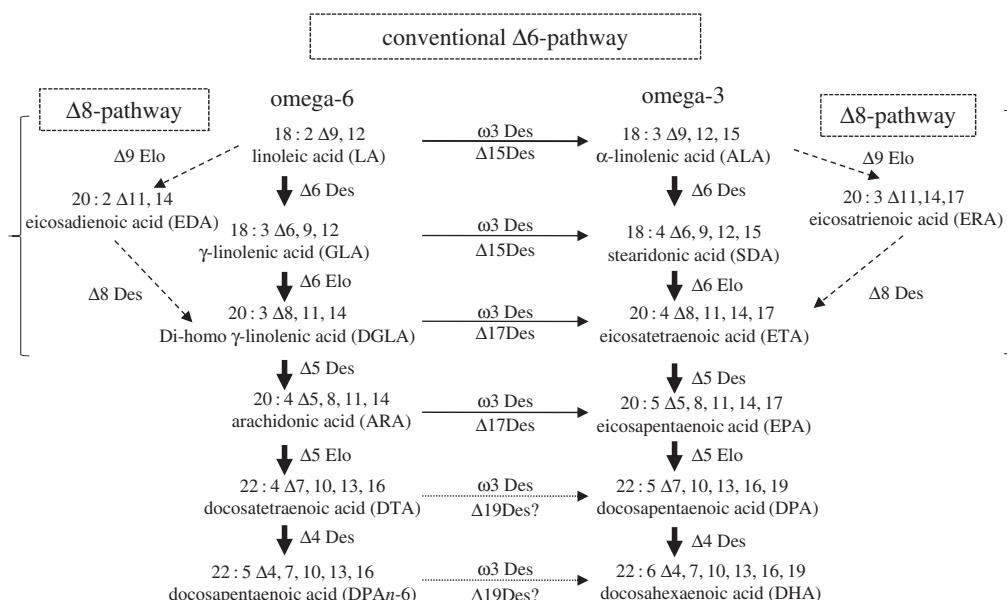 conventional Δ6-pathway
Δ8-pathway
omega-6
omega-3
Δ8-pathway
18 : 2 Δ9, 12
linoleic acid (LA)
ω3 Des
Δ15Des
18 : 3 Δ9, 12, 15
α-linolenic acid (ALA)
Δ9 Elo
Δ9 Elo
Δ6 Des
Δ6 Des
20 : 2 Δ11, 14
eicosadienoic acid (EDA)
20 : 3 Δ11,14,17
eicosatrienoic acid (ERA)
18 : 3 Δ6, 9, 12
γ-linolenic acid (GLA)
ω3 Des
Δ15Des
18 : 4 Δ6, 9, 12, 15
stearidonic acid (SDA)
Δ8 Des
Δ6 Elo
Δ6 Elo
Δ8 Des
20 : 3 Δ8, 11, 14
Di-homo γ-linolenic acid (DGLA)
ω3 Des
Δ17Des
20 : 4 Δ8, 11, 14, 17
eicosatetraenoic acid (ETA)
Δ5 Des
Δ5 Des
20 : 4 Δ5, 8, 11, 14
arachidonic acid (ARA)
ω3 Des
Δ17Des
20 : 5 Δ5, 8, 11, 14, 17
eicosapentaenoic acid (EPA)
Δ5 Elo
Δ5 Elo
22 : 4 Δ7, 10, 13, 16
docosatetraenoic acid (DTA)
ω3 Des
Δ19Des?
22 : 5 Δ7, 10, 13, 16, 19
docosapentaenoic acid (DPA)
Δ4 Des
Δ4 Des
22 : 5 Δ4, 7, 10, 13, 16
docosapentaenoic acid (DPAn-6)
ω3 Des
Δ19Des?
22 : 6 Δ4, 7, 10, 13, 16, 19
docosahexaenoic acid (DHA)